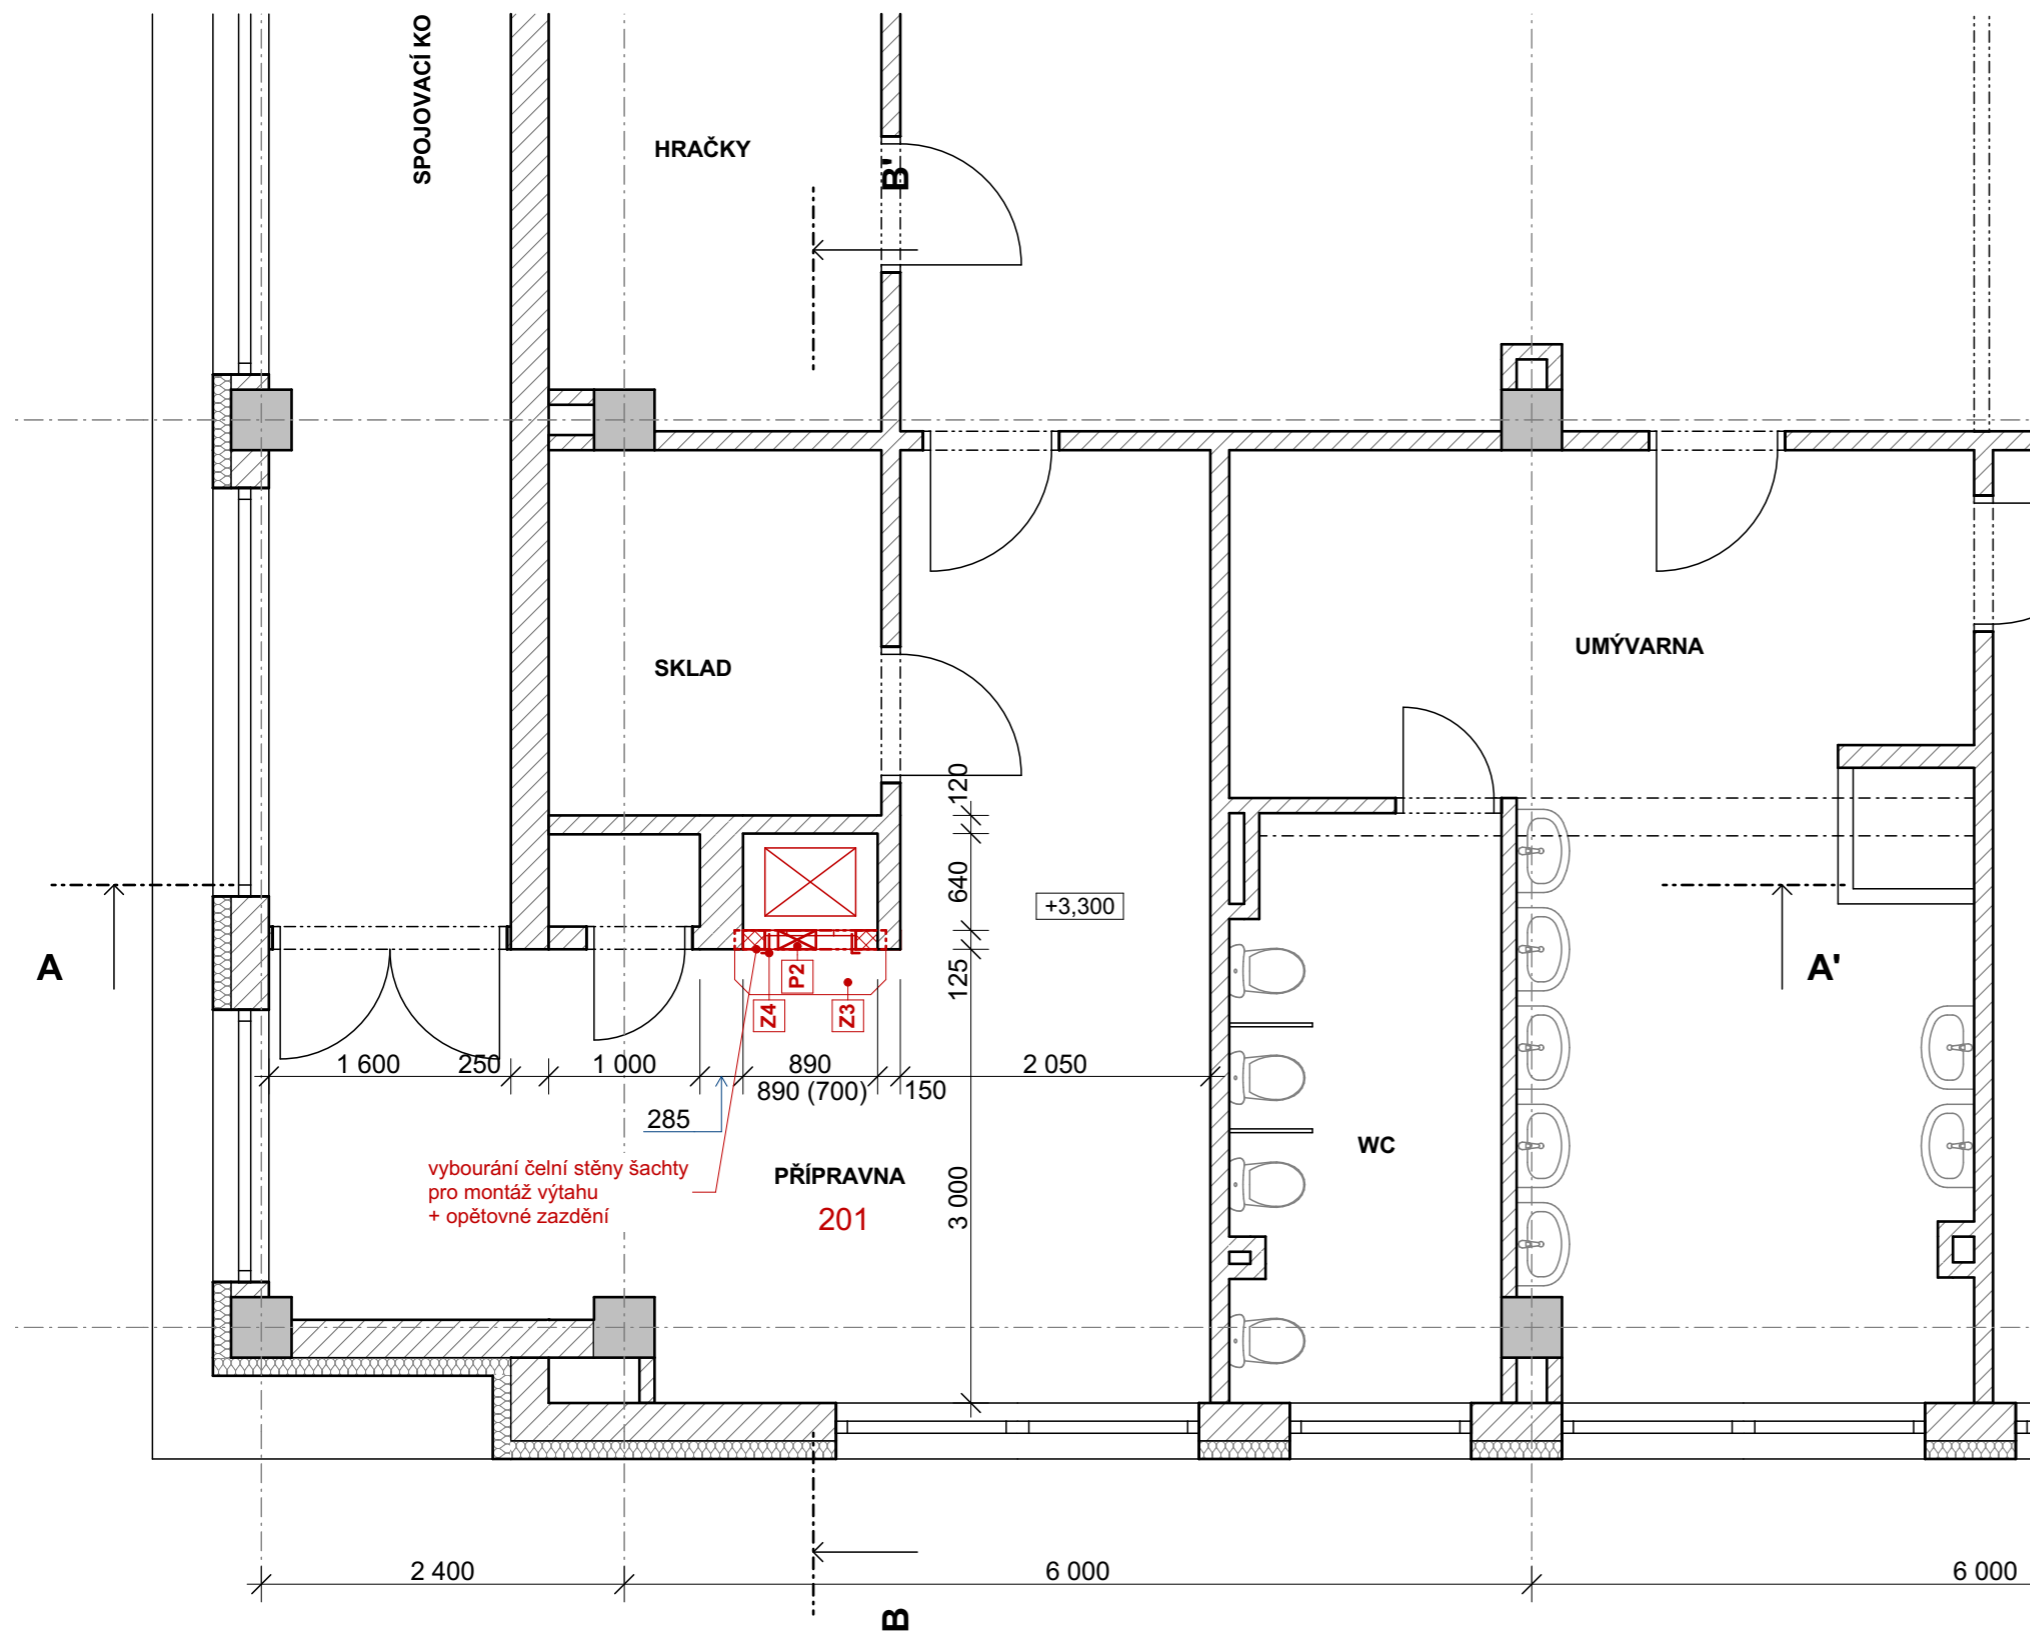 SPOJOVACÍ KO
HRAČKY
B'
SKLAD
UMÝVARNA
120
640
+3,300
125
A
A'
P2
Z4
Z3
1 600
250
1 000
890
2 050
890 (700)
150
285
WC
vybourání čelní stěny šachty
pro montáž výtahu
+ opětovné zazdění
PŘÍPRAVNA
201
3 000
2 400
6 000
6 000
B